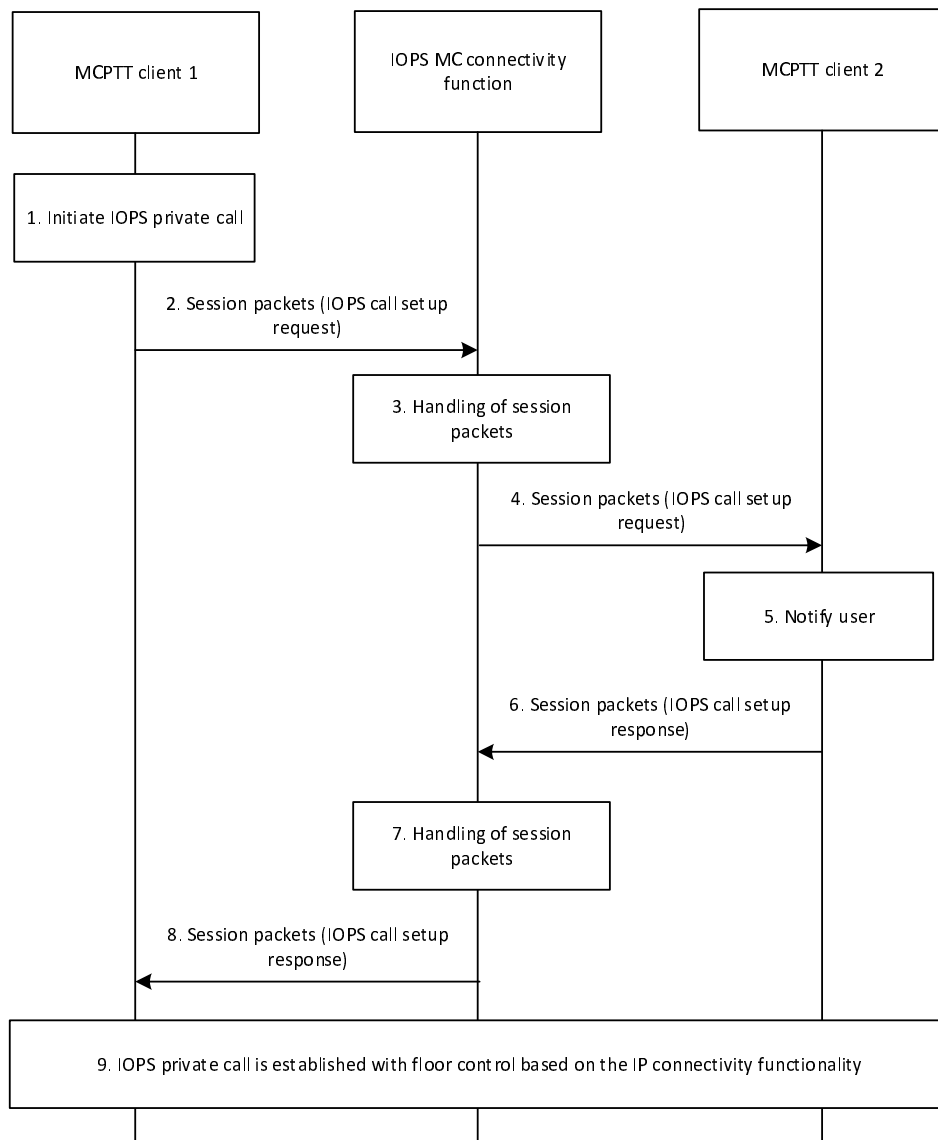 MCPTT client 1
IOPS MC connectivity
function
MCPTT client 2
1. Initiate IOPS private call
2. Session packets (IOPS call setup
request)
3. Handling of session
packets
4. Session packets (IOPS call setup
request)
5. Notify user
6. Session packets (IOPS call setup
response)
7. Handling of session
packets
8. Session packets (IOPS call setup
response)
9. IOPS private call is established with floor control based on the IP connectivity functionality